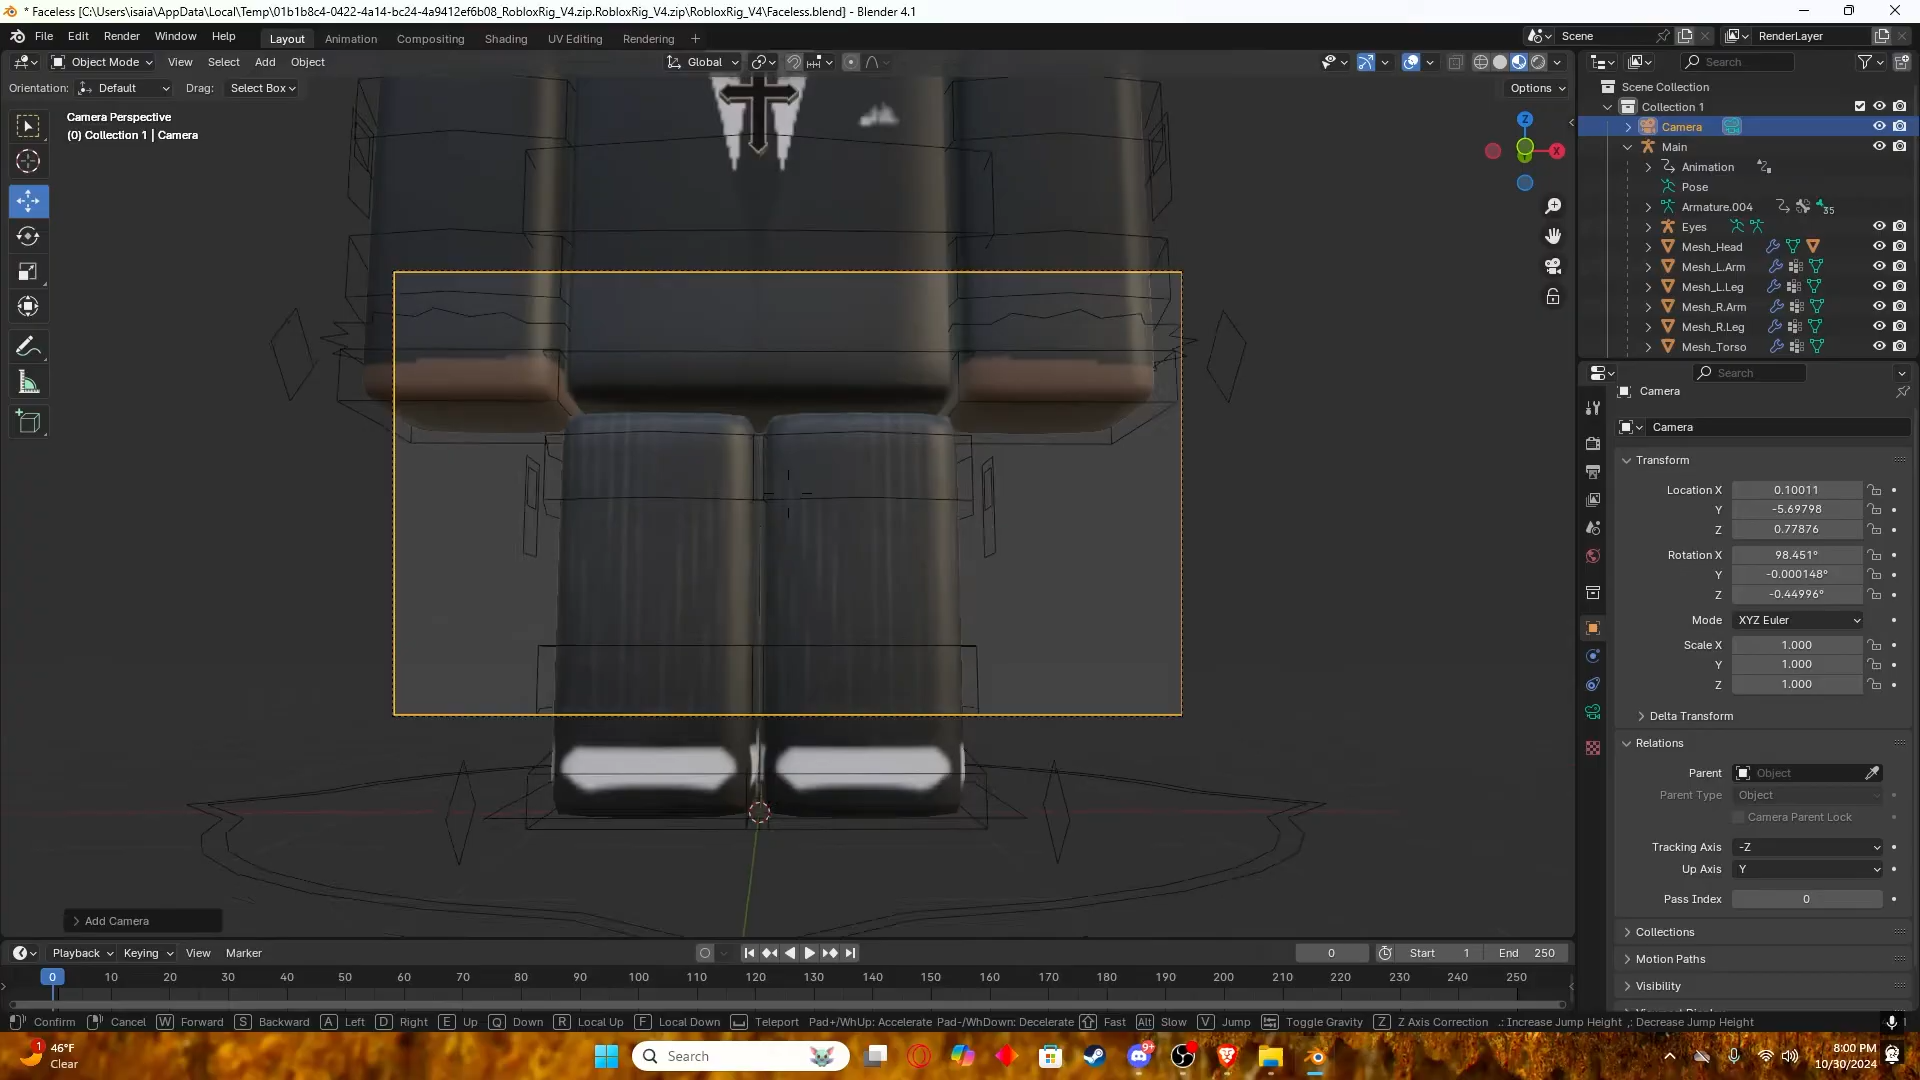 * Faceless [C:\Users\isaia\AppData\Local\Temp\01b1b8c4-0422-4a14-bc24-4a9412ef6b08_RobloxRig_V4.zip.RobloxRig_V4.zip\RobloxRig_V4\Faceless.blend] - Blender 4.1
File Edit Render Window Help Layout Animation Compositing Shading UV Editing Rendering + Scene RenderLayer
Object Mode View Select Add Object Global Search
Orientation: Default Drag: Select Box Options
Camera Perspective
(0) Collection 1 | Camera
Scene Collection
Collection 1
Camera
Main
Animation
Pose
Armature.004 35
Eyes
Mesh_Head
Mesh_L.Arm
Mesh_L.Leg
Mesh_R.Arm
Mesh_R.Leg
Mesh_Torso
Z
X
Search
Camera
Camera
Transform
Location X 0.10011
Y -5.69798
Z 0.77876
Rotation X 98.451°
Y -0.000148°
Z -0.44996°
Mode XYZ Euler
Scale X 1.000
Y 1.000
Z 1.000
Delta Transform
Relations
Parent Object
Parent Type Object
Camera Parent Lock
Tracking Axis -Z
Up Axis Y
Pass Index 0
Collections
Motion Paths
Visibility
Add Camera
Playback Keying View Marker 0 Start 1 End 250
0 10 20 30 40 50 60 70 80 90 100 110 120 130 140 150 160 170 180 190 200 210 220 230 240 250
Confirm Cancel W Forward S Backward A Left D Right E Up Q Down R Local Up F Local Down Teleport Pad+/WhUp: Accelerate Pad-/WhDown: Decelerate Fast Alt Slow V Jump Toggle Gravity Z Z Axis Correction .: Increase Jump Height ,: Decrease Jump Height
1 46°F
Clear
Search
9+
8:00 PM
10/30/2024